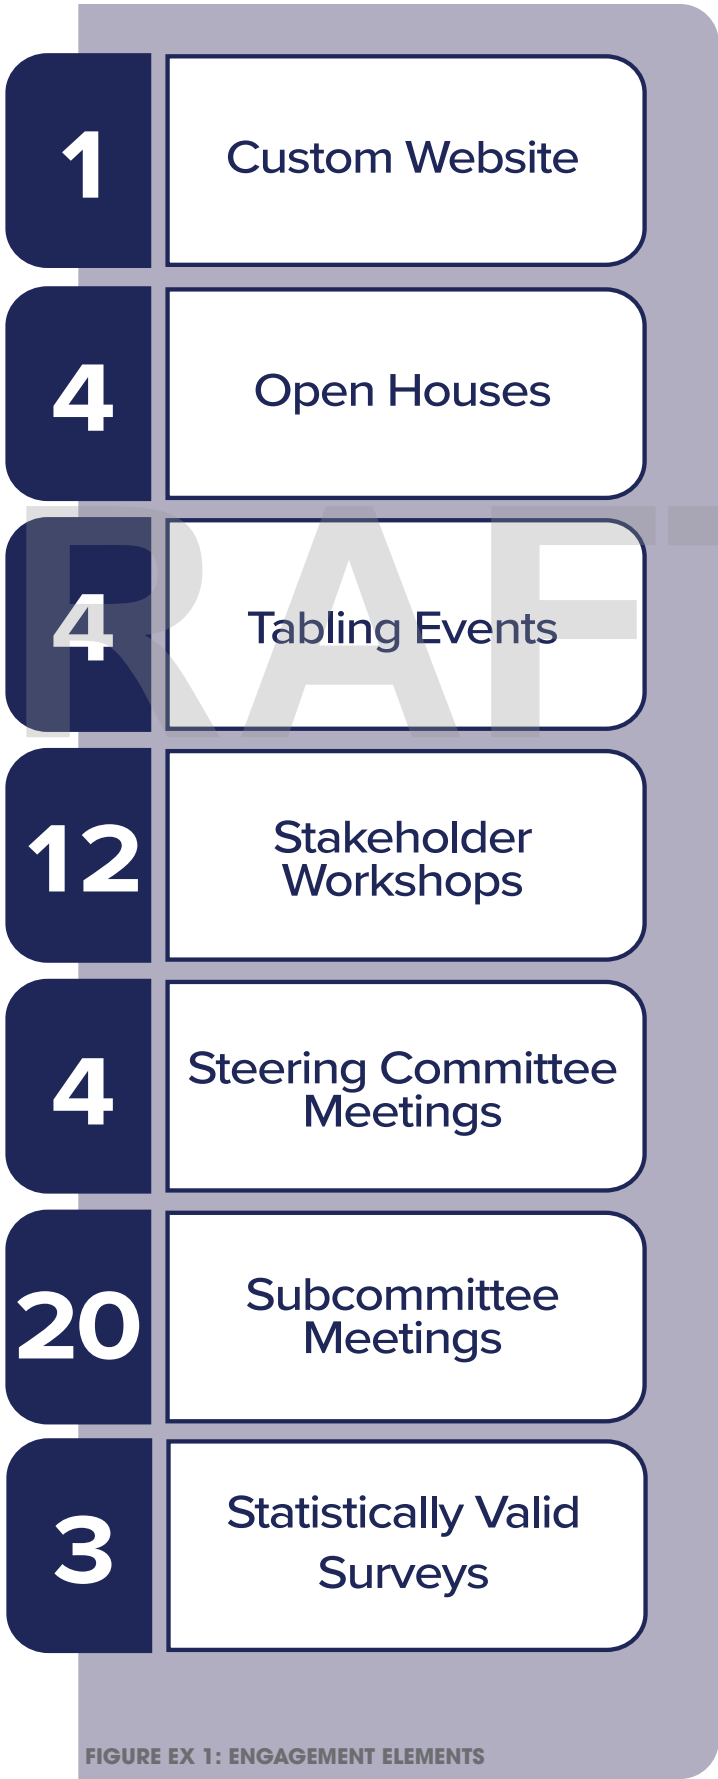 1
Custom Website
4
Open Houses
4
Tabling Events
12
Stakeholder
Workshops
4
Steering Committee
Meetings
20
Subcommittee
Meetings
3
Statistically Valid
Surveys
RAFT
FIGURE EX 1: ENGAGEMENT ELEMENTS